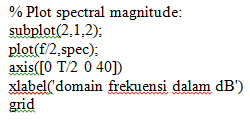 % Plot spectral magnitude:
subplot(2,1,2);
plot(f/2,spec);
axis([0 T/2 0 40])
xlabel('domain frekuensi dalam dB')
grid